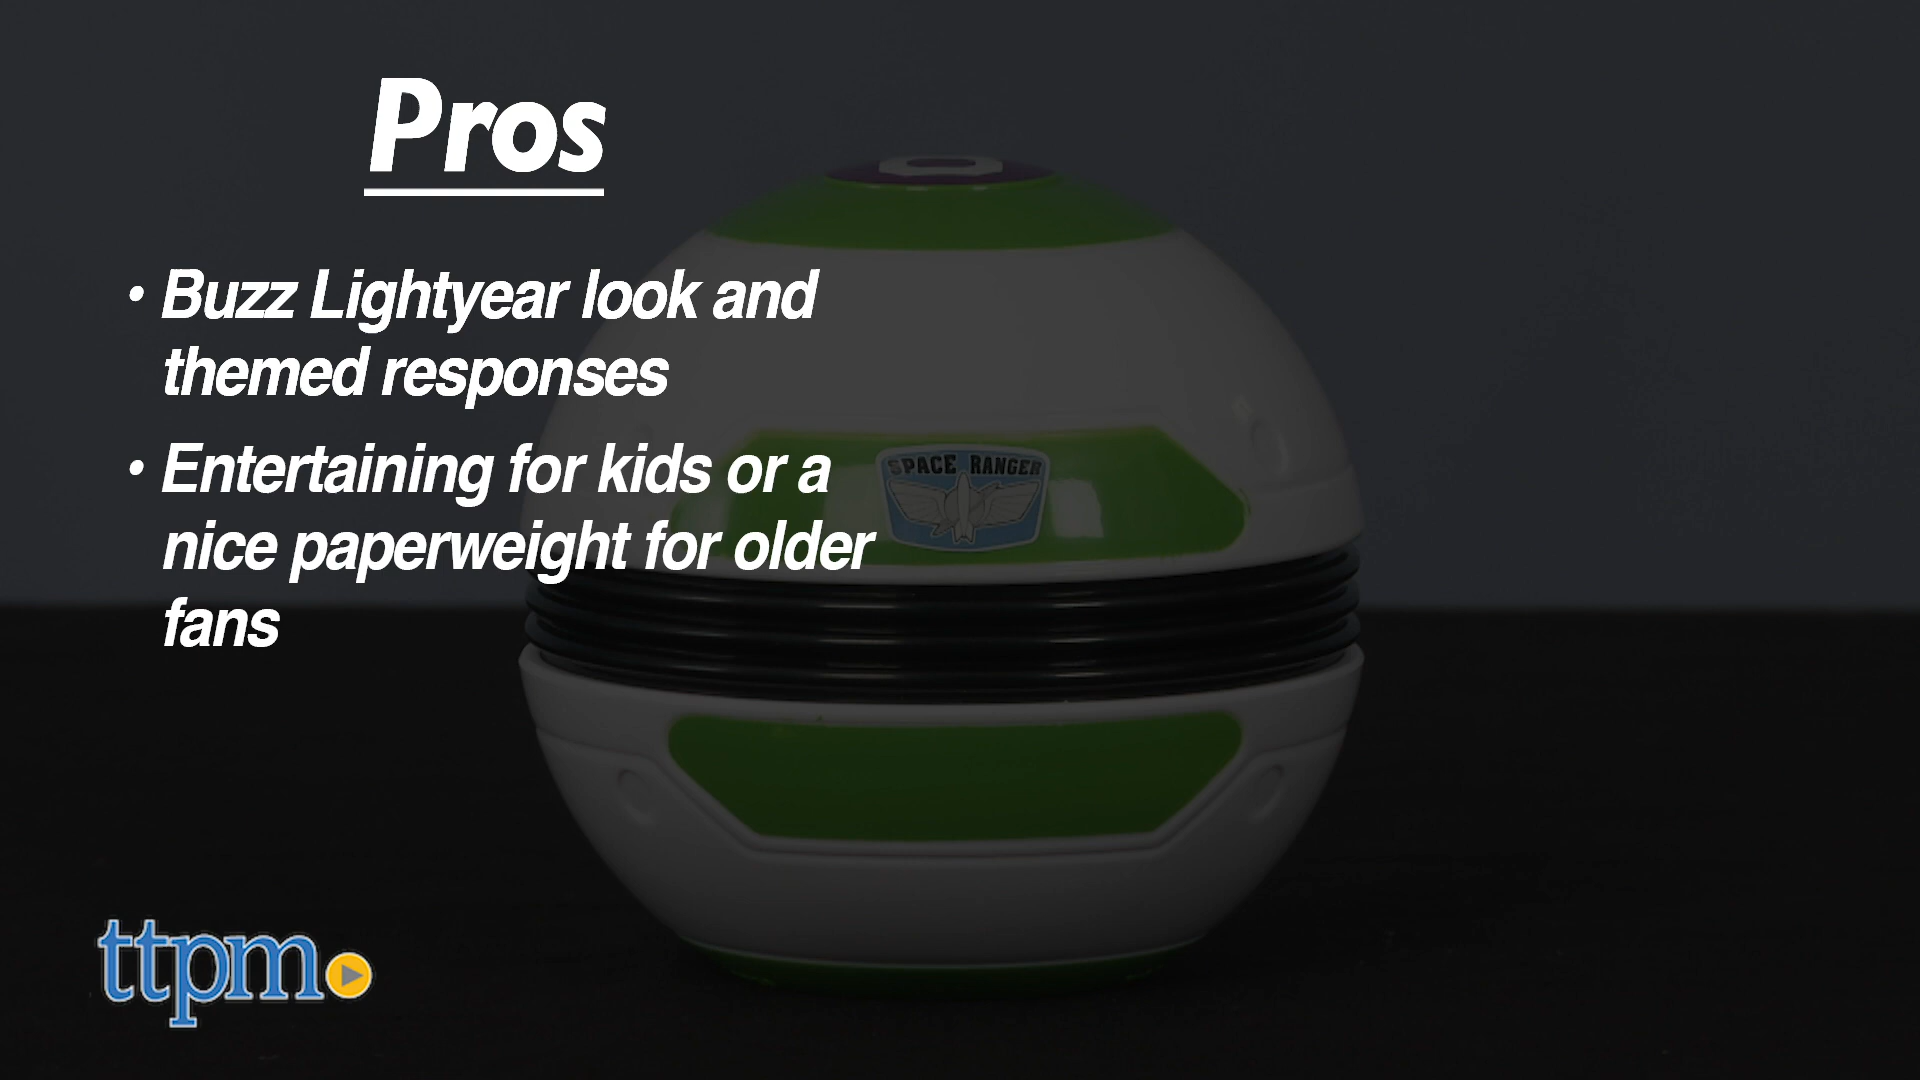 Pros
• Buzz Lightyear look and
themed responses
• Entertaining for kids or a
nice paperweight for older
fans
SPACE RANGER
ttpm